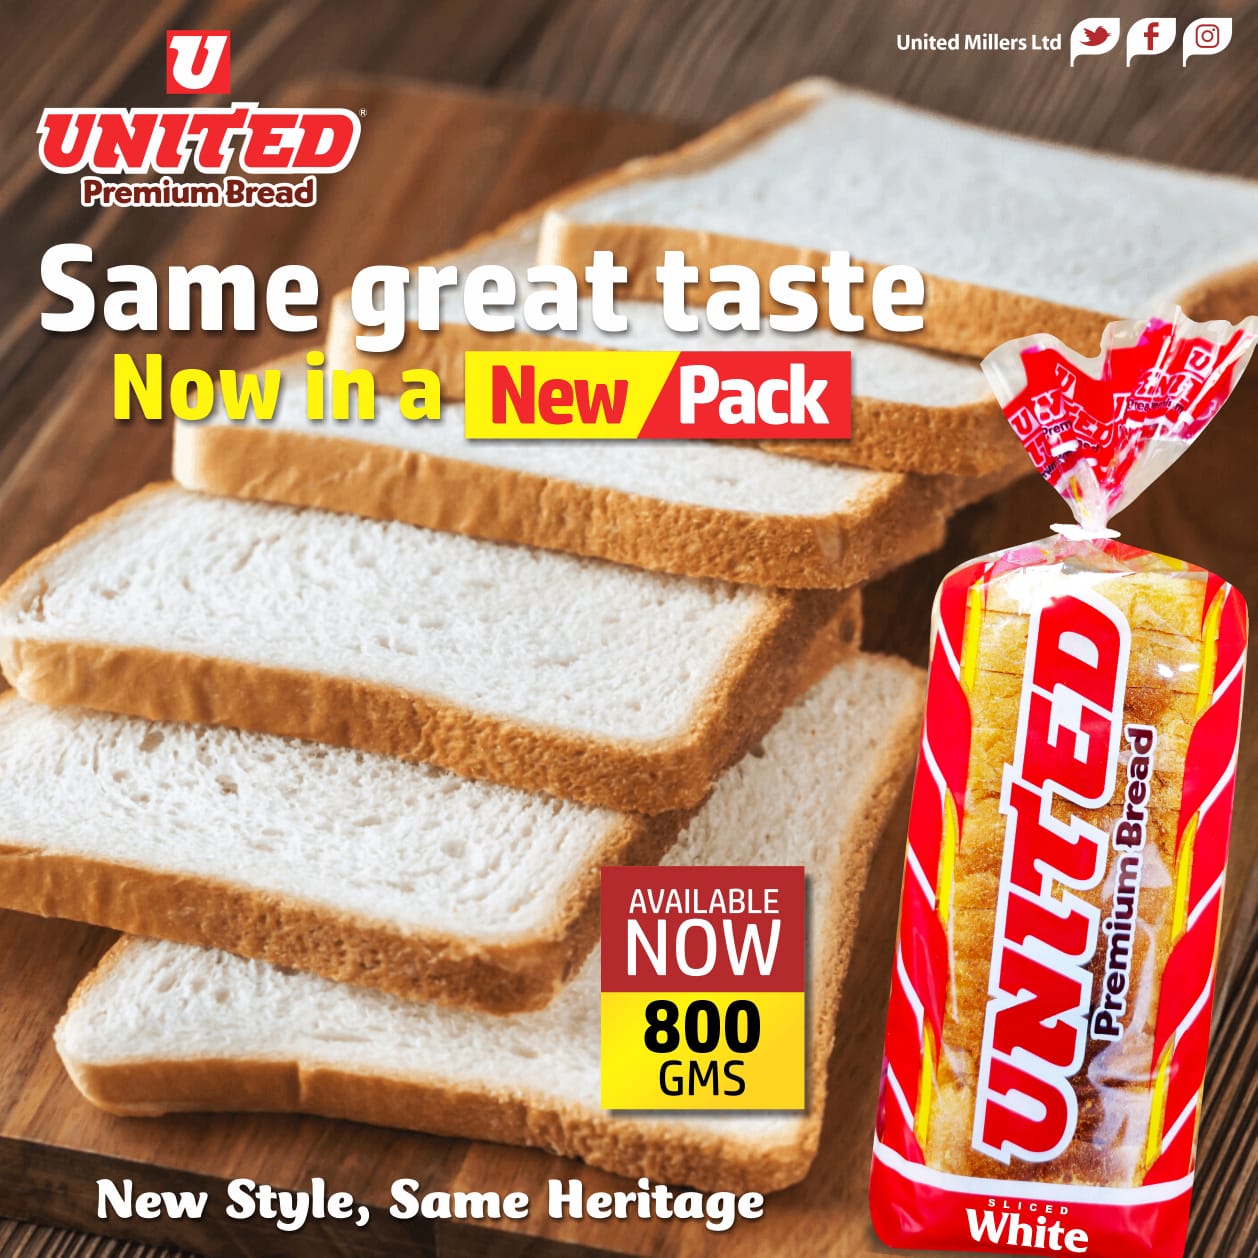 U
UNITED®
Premium Bread
United Millers Ltd
Same great taste
Now in a New Pack
AVAILABLE
NOW
800
GMS
UNITED
Premium Bread
SLICED
White
New Style, Same Heritage